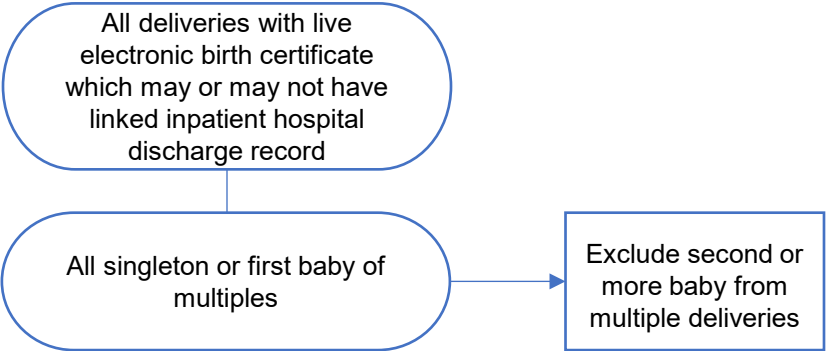 All deliveries with live
electronic birth certificate
which may or may not have
linked inpatient hospital
discharge record
All singleton or first baby of
multiples
Exclude second or
more baby from
multiple deliveries